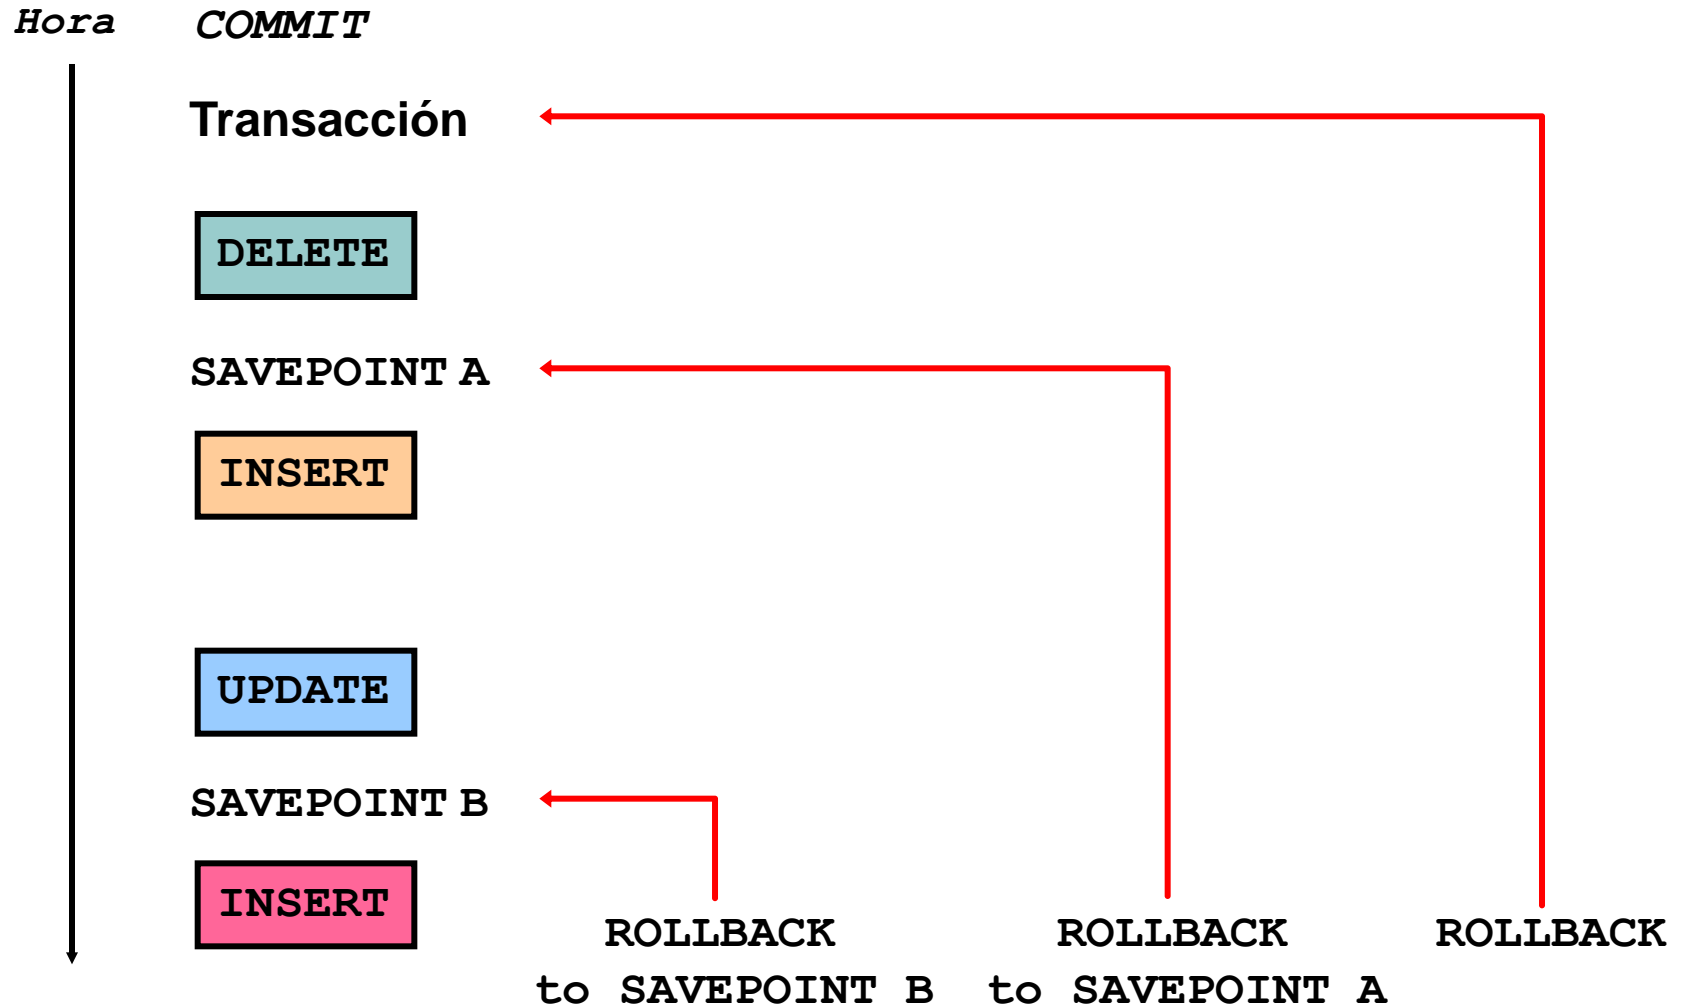 Hora COMMIT
Transacción
DELETE
SAVEPOINT A
INSERT
UPDATE
SAVEPOINT B
INSERT
ROLLBACK
to SAVEPOINT B
ROLLBACK
to SAVEPOINT A
ROLLBACK